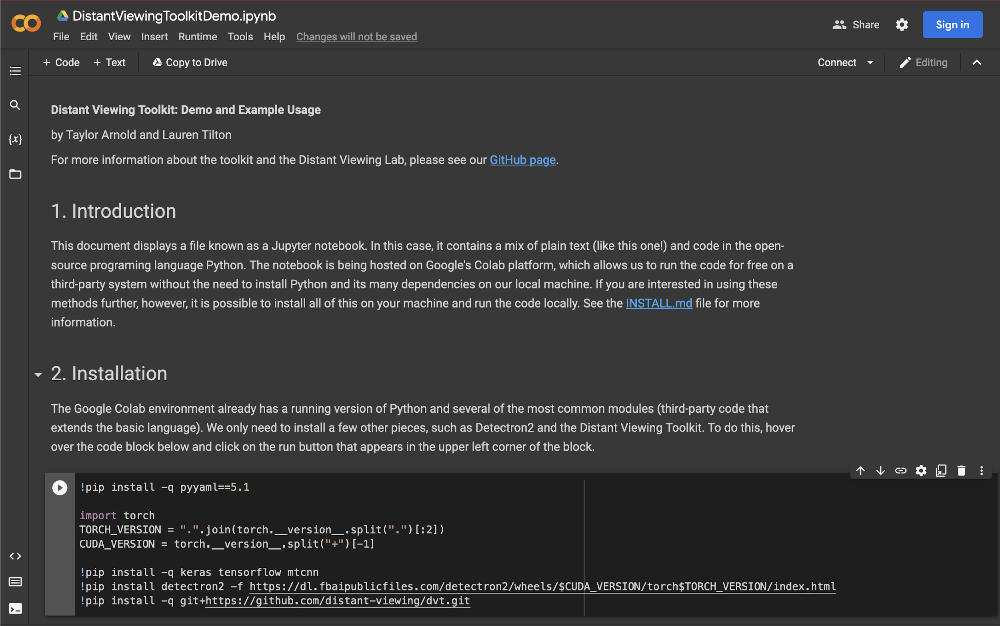 DistantViewingToolkitDemo.ipynb
File Edit View Insert Runtime Tools Help Changes will not be saved
Share
Sign in
+ Code + Text Copy to Drive
Connect
Editing
{x}
Distant Viewing Toolkit: Demo and Example Usage
by Taylor Arnold and Lauren Tilton
For more information about the toolkit and the Distant Viewing Lab, please see our GitHub page.
1. Introduction
This document displays a file known as a Jupyter notebook. In this case, it contains a mix of plain text (like this one!) and code in the open-
source programing language Python. The notebook is being hosted on Google's Colab platform, which allows us to run the code for free on a
third-party system without the need to install Python and its many dependencies on our local machine. If you are interested in using these
methods further, however, it is possible to install all of this on your machine and run the code locally. See the INSTALL.md file for more
information.
2. Installation
The Google Colab environment already has a running version of Python and several of the most common modules (third-party code that
extends the basic language). We only need to install a few other pieces, such as Detectron2 and the Distant Viewing Toolkit. To do this, hover
over the code block below and click on the run button that appears in the upper left corner of the block.
!pip install -q pyyaml==5.1
import torch
TORCH_VERSION = ".".join(torch.__version__.split(".")[:2])
CUDA_VERSION = torch.__version__.split("+")[-1]
!pip install -q keras tensorflow mtcnn
!pip install detectron2 -f https://dl.fbaipublicfiles.com/detectron2/wheels/$CUDA_VERSION/torch$TORCH_VERSION/index.html
!pip install -q git+https://github.com/distant-viewing/dvt.git